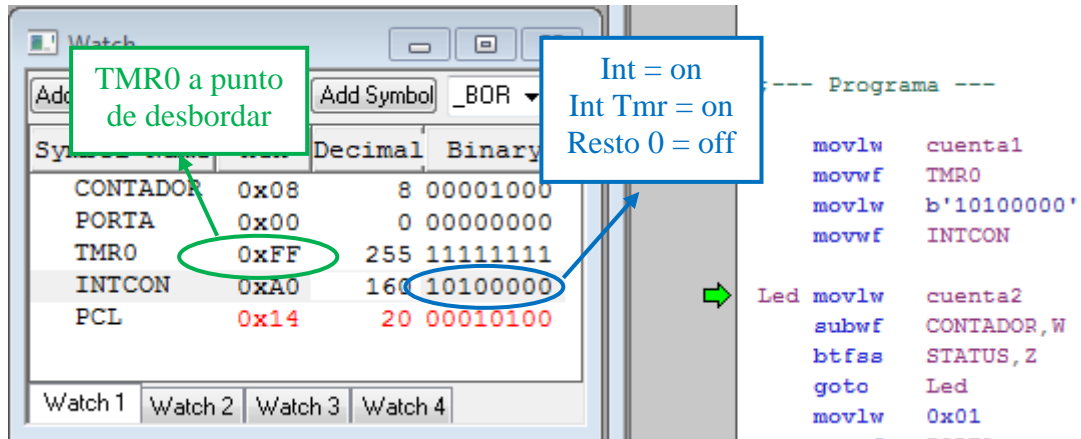 Watch
TMR0 a punto
de desbordar
Int = on
Int Tmr = on
Resto 0 = off
Add Symbol _BOR
Decimal Binary
CONTADOR 0x08 8 00001000
PORTA 0x00 0 00000000
TMR0 0xFF 255 11111111
INTCON 0xA0 160 10100000
PCL 0x14 20 00010100
Watch 1 Watch 2 Watch 3 Watch 4
;--- Programa ---
movlw cuenta1
movwf TMR0
movlw b'10100000'
movwf INTCON
Led movlw cuenta2
subwf CONTADOR,W
btfss STATUS,Z
goto Led
movlw 0x01